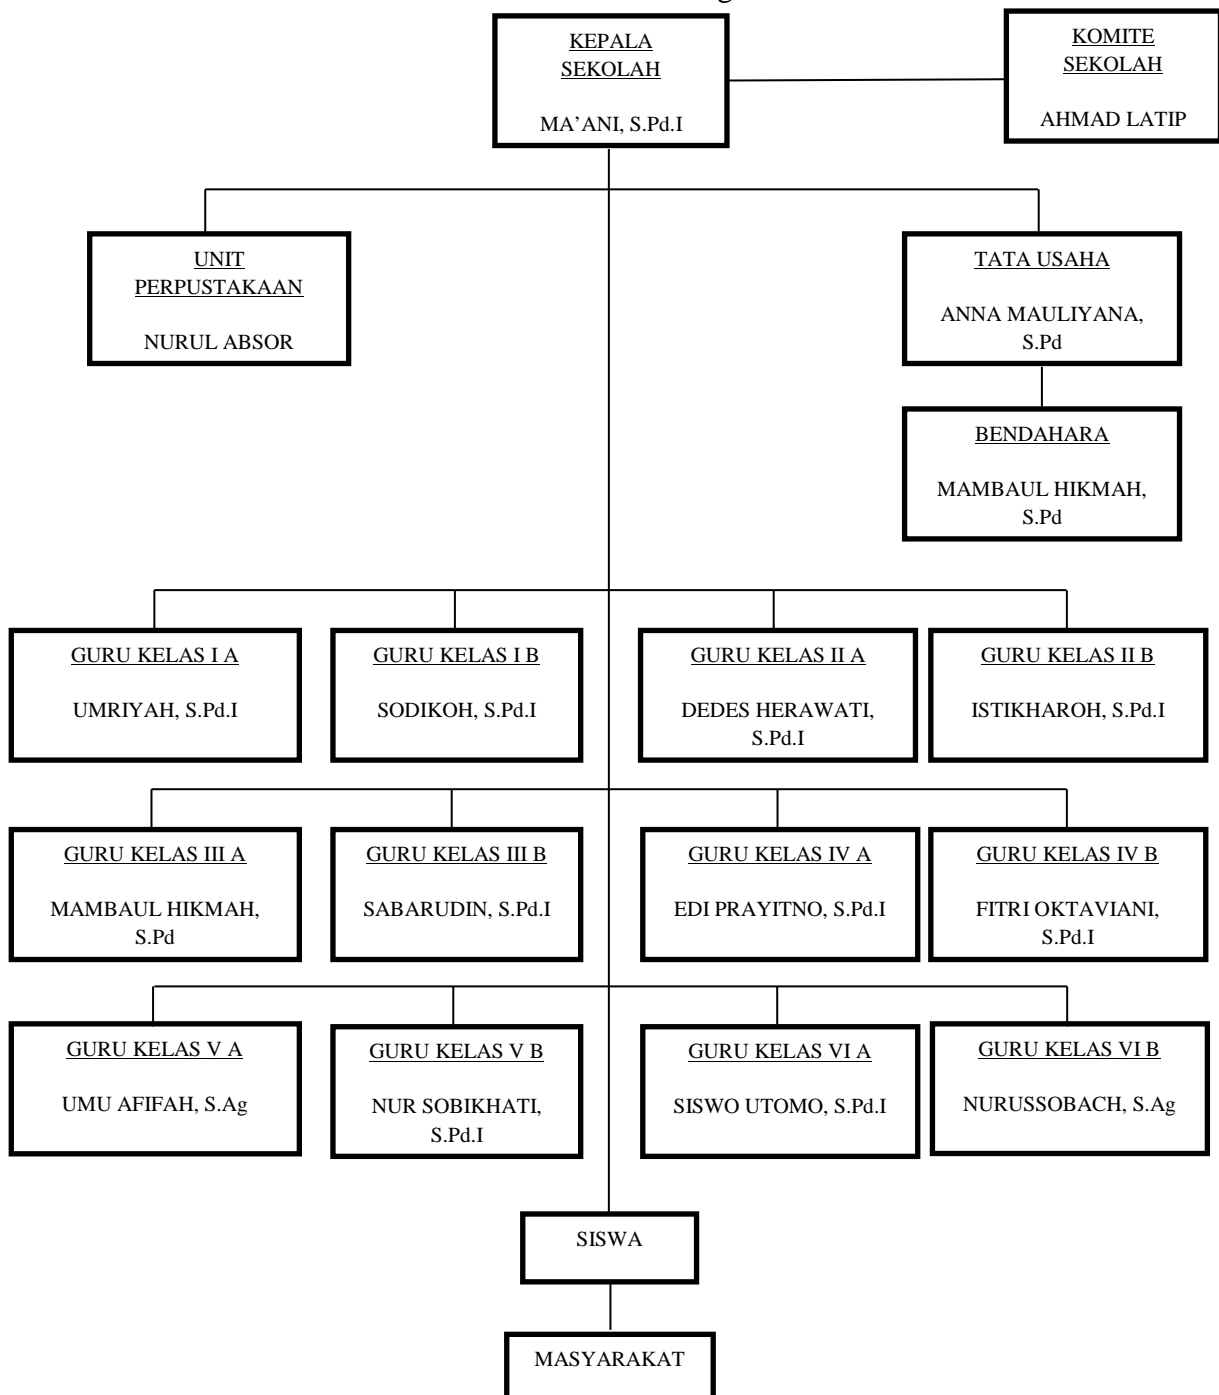 KEPALA
SEKOLAH
MA'ANI, S.Pd.I
KOMITE
SEKOLAH
AHMAD LATIP
UNIT
PERPUSTAKAAN
NURUL ABSOR
TATA USAHA
ANNA MAULIYANA,
S.Pd
BENDAHARA
MAMBAUL HIKMAH,
S.Pd
GURU KELAS I A
UMRIYAH, S.Pd.I
GURU KELAS I B
SODIKOH, S.Pd.I
GURU KELAS II A
DEDES HERAWATI,
S.Pd.I
GURU KELAS II B
ISTIKHAROH, S.Pd.I
GURU KELAS III A
MAMBAUL HIKMAH,
S.Pd
GURU KELAS III B
SABARUDIN, S.Pd.I
GURU KELAS IV A
EDI PRAYITNO, S.Pd.I
GURU KELAS IV B
FITRI OKTAVIANI,
S.Pd.I
GURU KELAS V A
UMU AFIFAH, S.Ag
GURU KELAS V B
NUR SOBIKHATI,
S.Pd.I
GURU KELAS VI A
SISWO UTOMO, S.Pd.I
GURU KELAS VI B
NURUSSOBACH, S.Ag
SISWA
MASYARAKAT